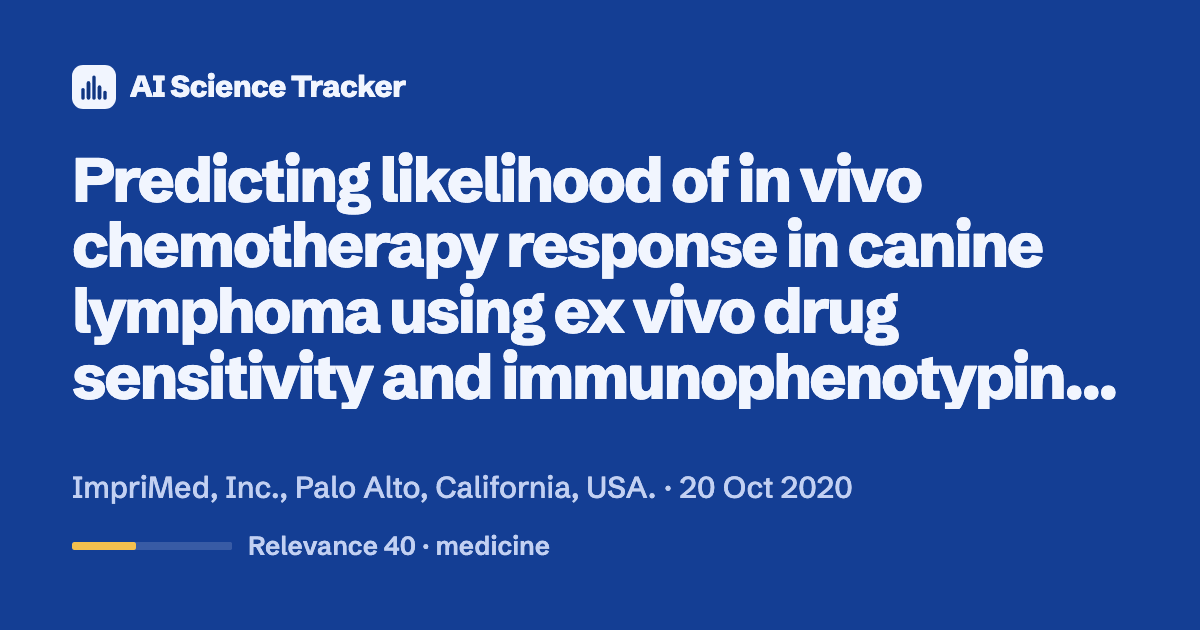 AI Science Tracker
Predicting likelihood of in vivo
chemotherapy response in canine
lymphoma using ex vivo drug
sensitivity and immunophenotypin...
ImpriMed, Inc., Palo Alto, California, USA. · 20 Oct 2020
Relevance 40 · medicine